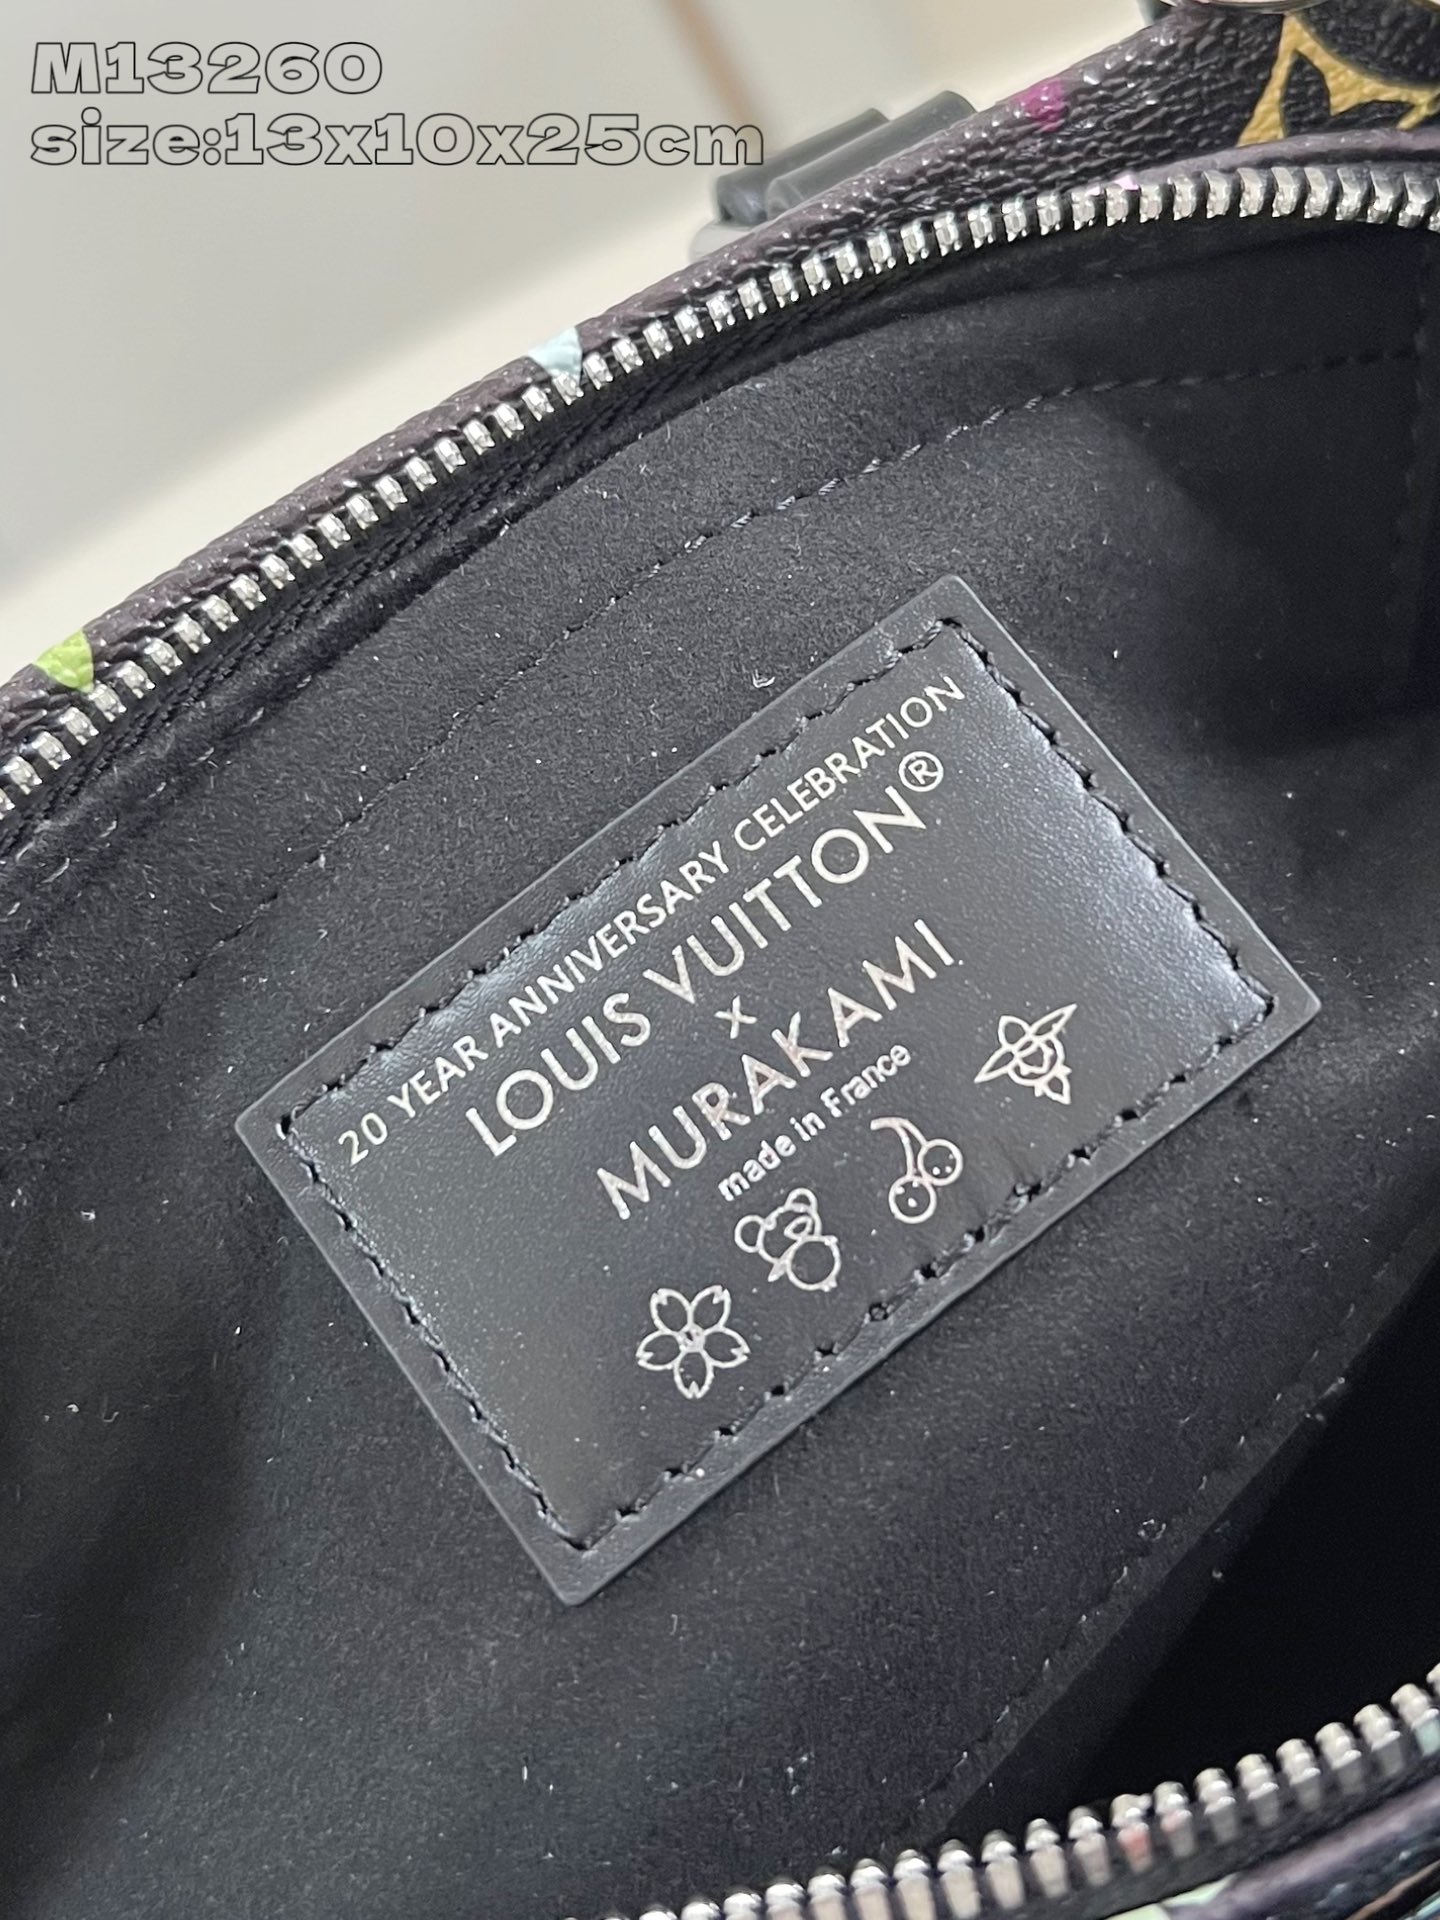 M13260
size:13x10x25cm
20 YEAR ANNIVERSARY CELEBRATION
LOUIS VUITTON®
x
MURAKAMI
made in France